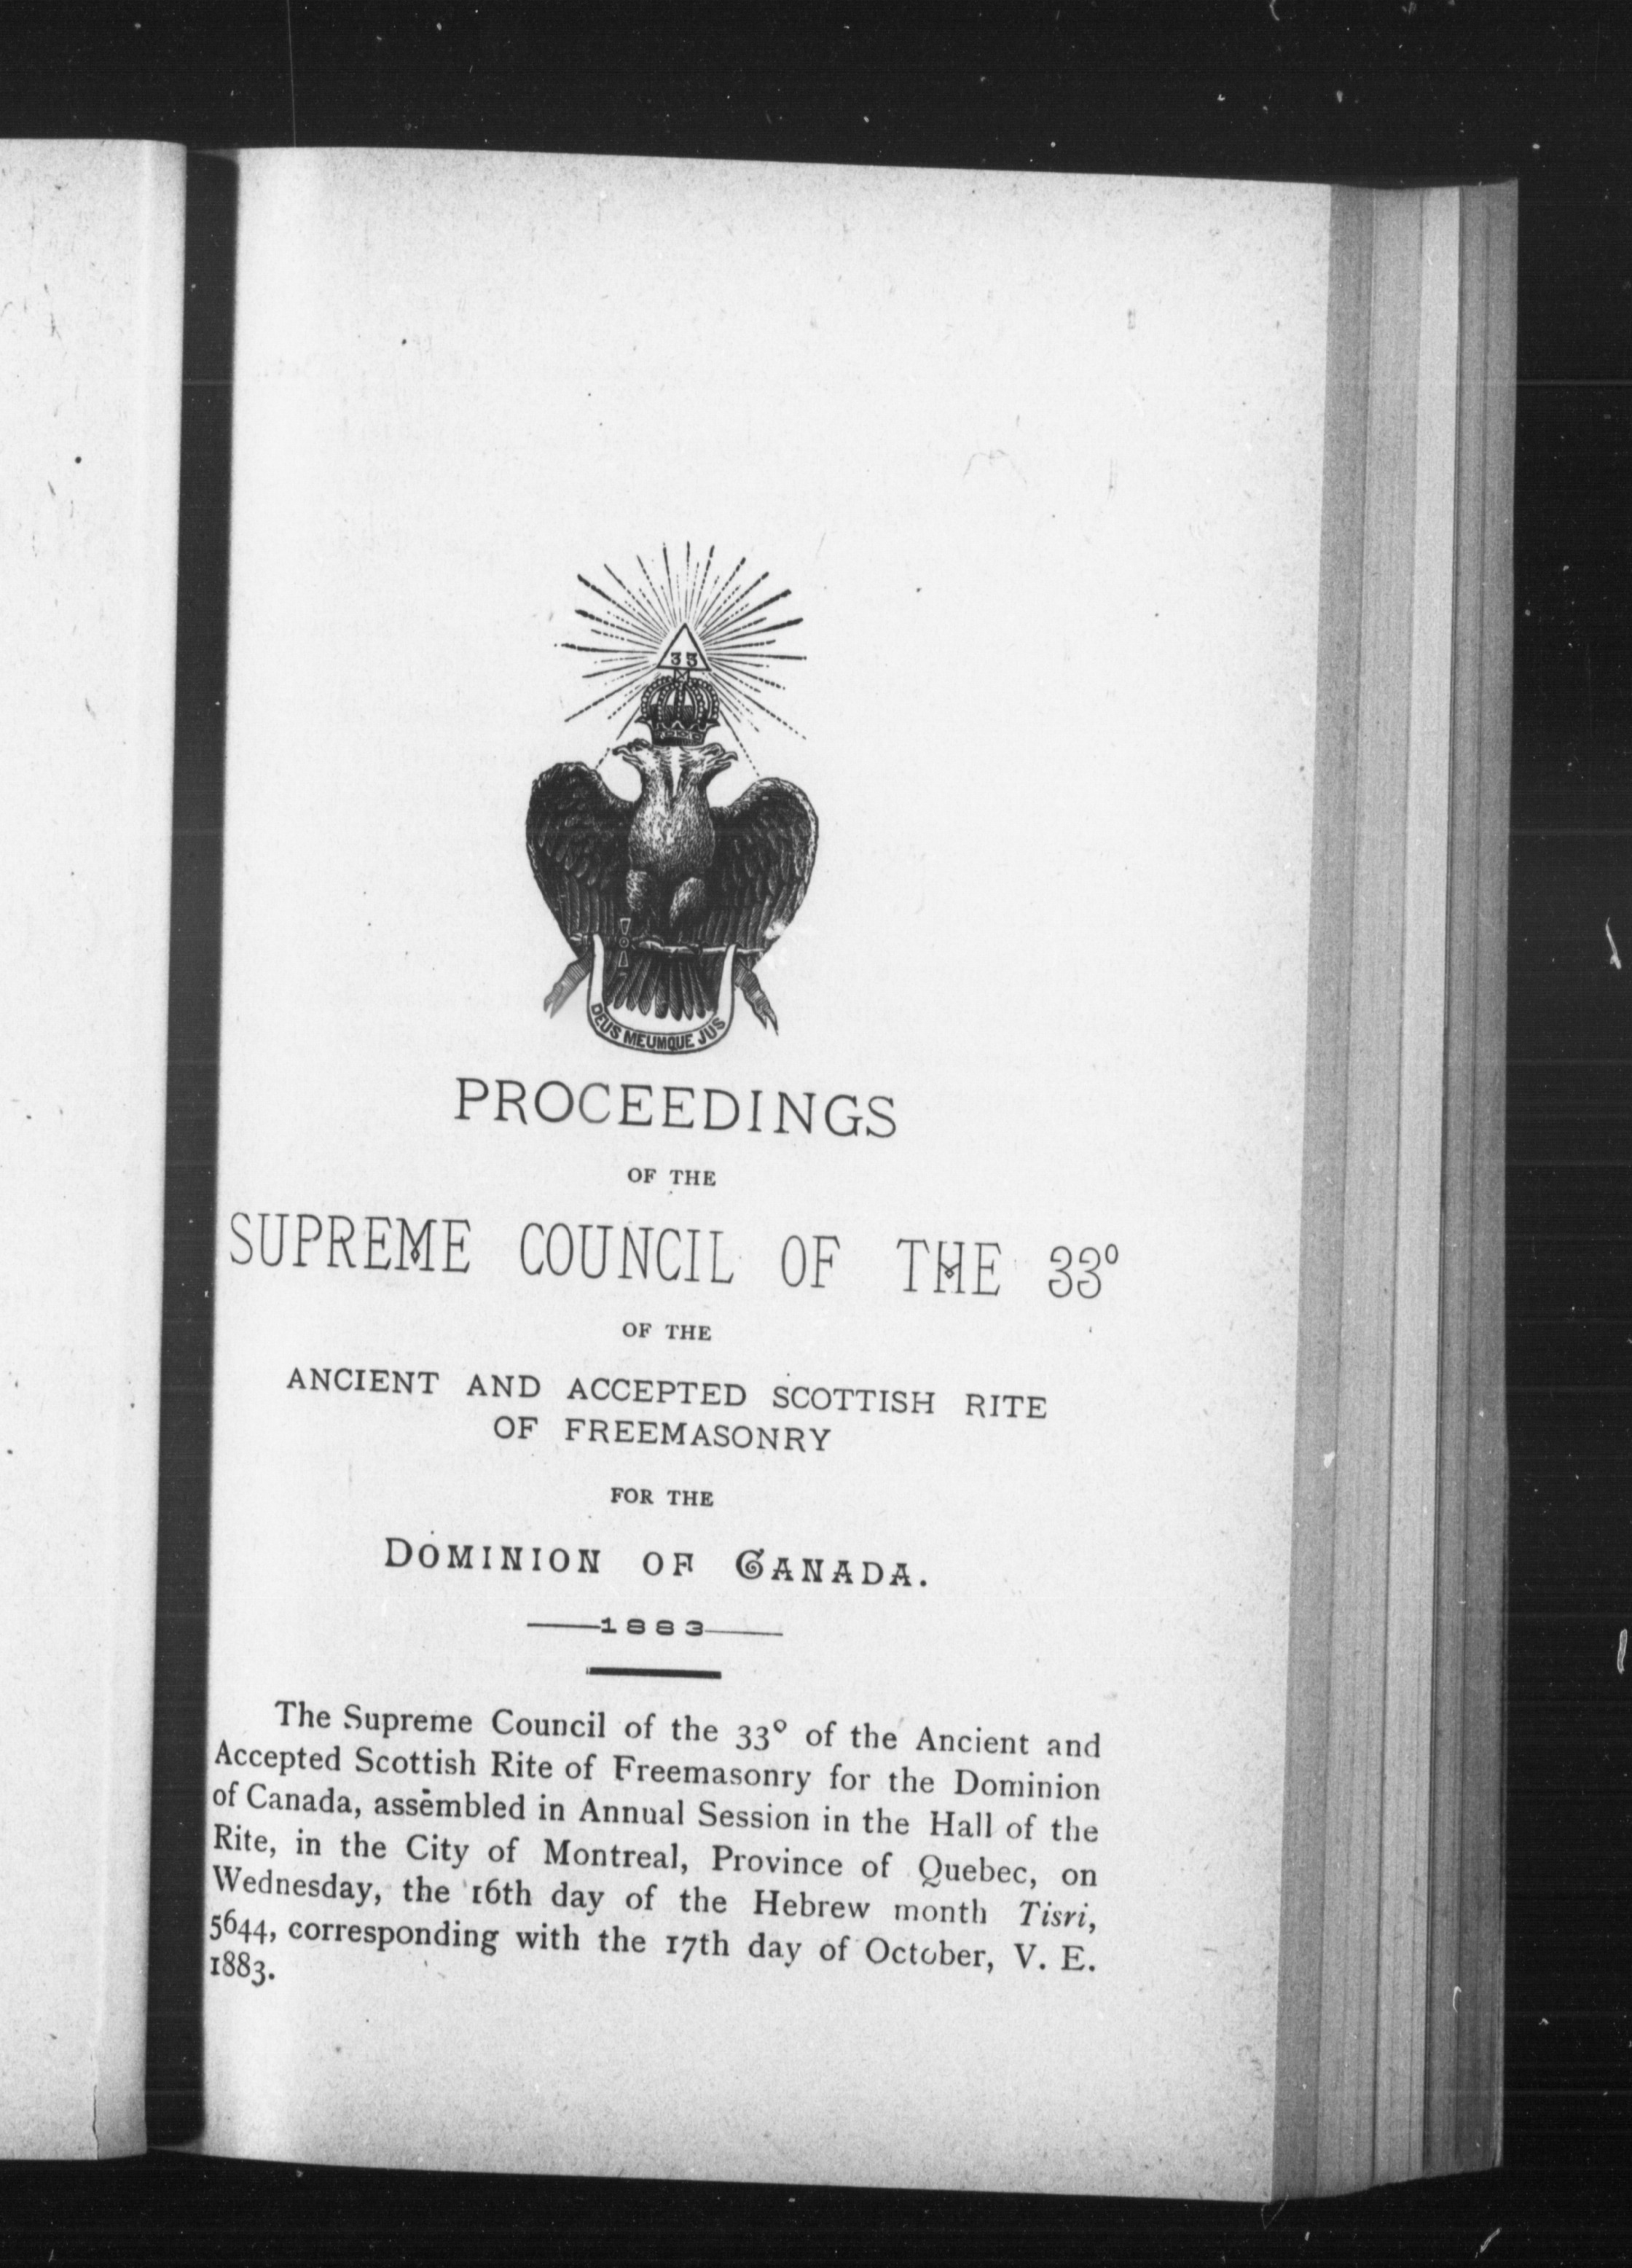 33
DEUS MEUMQUE JUS
PROCEEDINGS
OF THE
SUPREME COUNCIL OF THE 33°
OF THE
ANCIENT AND ACCEPTED SCOTTISH RITE
OF FREEMASONRY
FOR THE
DOMINION OF CANADA.
1883
The Supreme Council of the 33° of the Ancient and
Accepted Scottish Rite of Freemasonry for the Dominion
of Canada, assembled in Annual Session in the Hall of the
Rite, in the City of Montreal, Province of Quebec, on
Wednesday, the 16th day of the Hebrew month Tisri,
5644, corresponding with the 17th day of October, V. E.
1883.